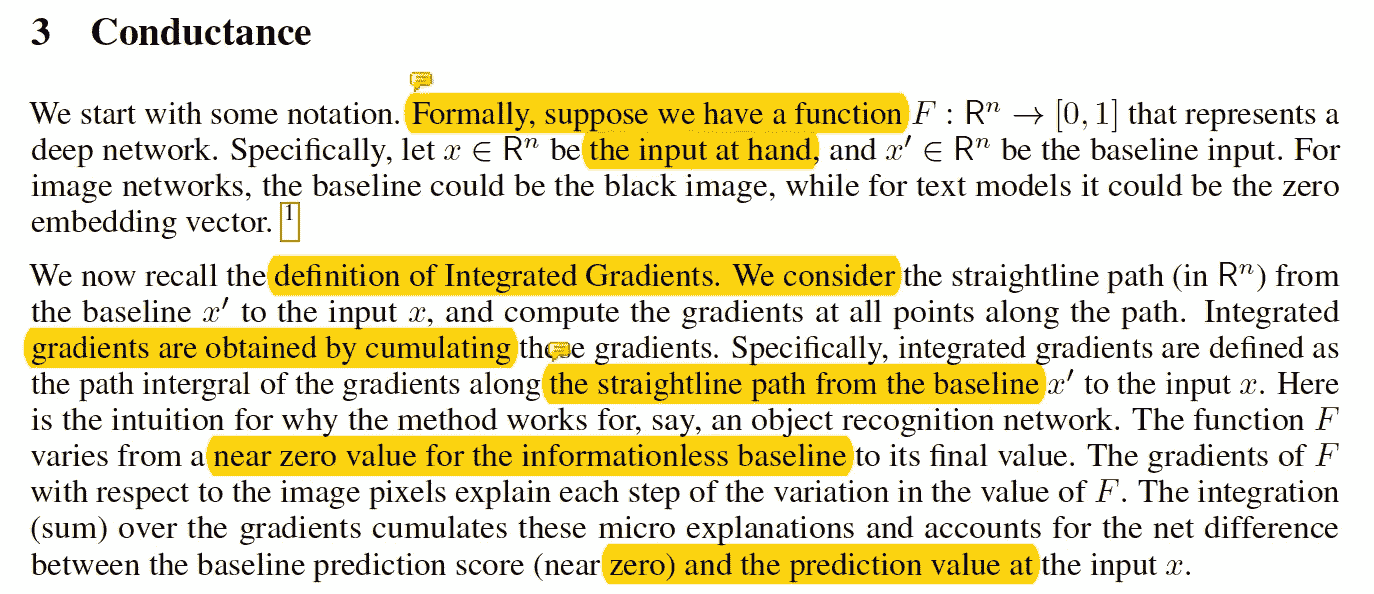 3 Conductance
We start with some notation. Formally, suppose we have a function F : Rⁿ → [0, 1] that represents a
deep network. Specifically, let x ∈ Rⁿ be the input at hand, and x′ ∈ Rⁿ be the baseline input. For
image networks, the baseline could be the black image, while for text models it could be the zero
embedding vector. 1
We now recall the definition of Integrated Gradients. We consider the straightline path (in Rⁿ) from
the baseline x′ to the input x, and compute the gradients at all points along the path. Integrated
gradients are obtained by cumulating these gradients. Specifically, integrated gradients are defined as
the path intergral of the gradients along the straightline path from the baseline x′ to the input x. Here
is the intuition for why the method works for, say, an object recognition network. The function F
varies from a near zero value for the informationless baseline to its final value. The gradients of F
with respect to the image pixels explain each step of the variation in the value of F. The integration
(sum) over the gradients cumulates these micro explanations and accounts for the net difference
between the baseline prediction score (near zero) and the prediction value at the input x.